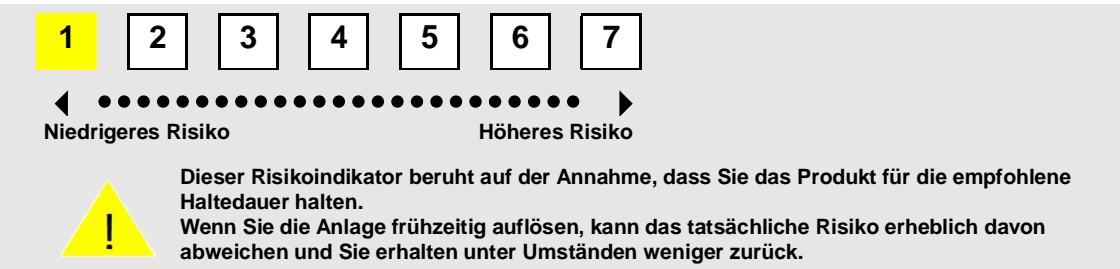 1 2 3 4 5 6 7
Niedrigeres Risiko Höheres Risiko
Dieser Risikoindikator beruht auf der Annahme, dass Sie das Produkt für die empfohlene
Haltedauer halten.
Wenn Sie die Anlage frühzeitig auflösen, kann das tatsächliche Risiko erheblich davon
abweichen und Sie erhalten unter Umständen weniger zurück.
!